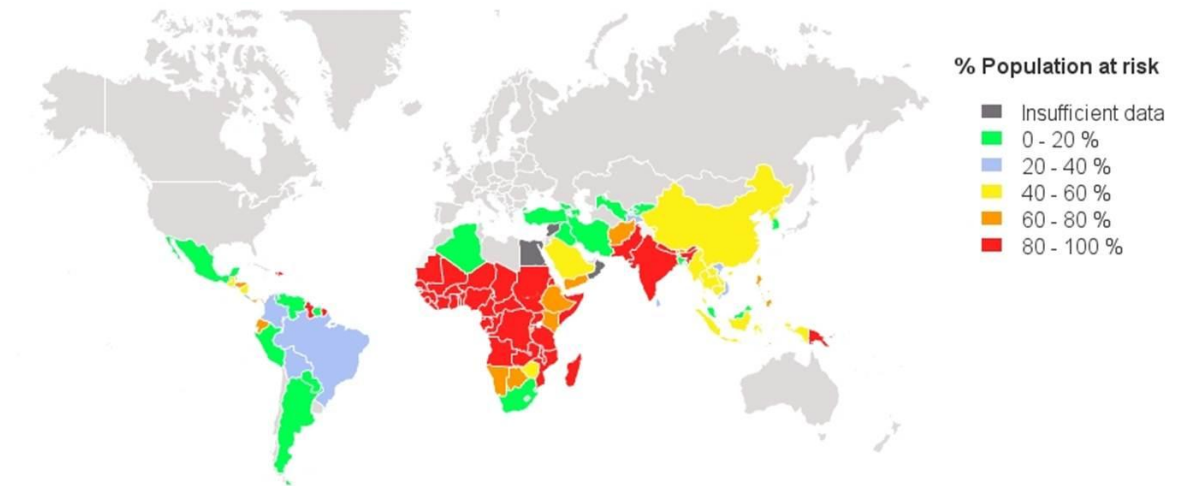 % Population at risk
Insufficient data
0 - 20 %
20 - 40 %
40 - 60 %
60 - 80 %
80 - 100 %